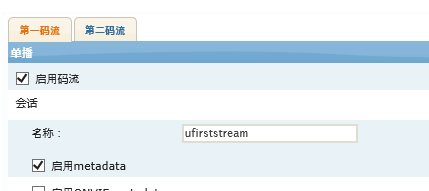 第一码流 第二码流
单播
启用码流
会话
名称： ufirststream
启用metadata